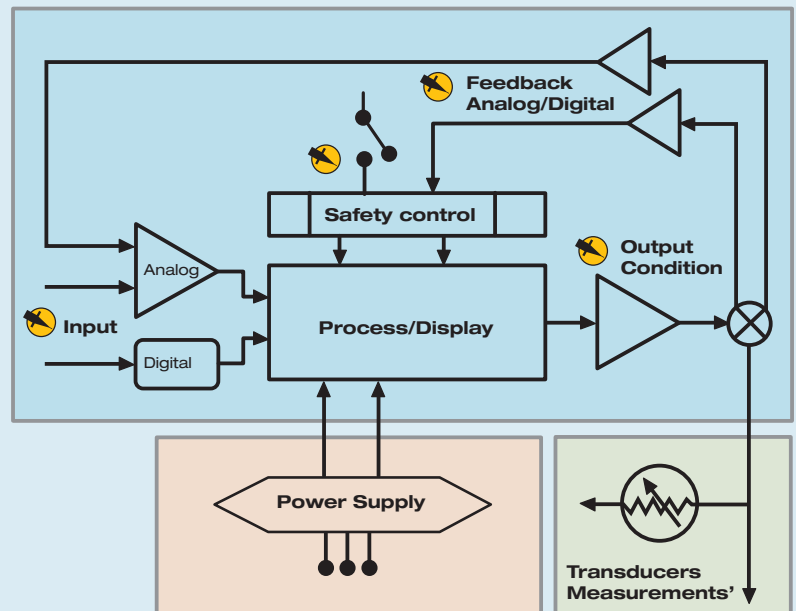 Feedback
Analog/Digital
Safety control
Output
Condition
Analog
Input
Process/Display
Digital
Power Supply
Transducers
Measurements'